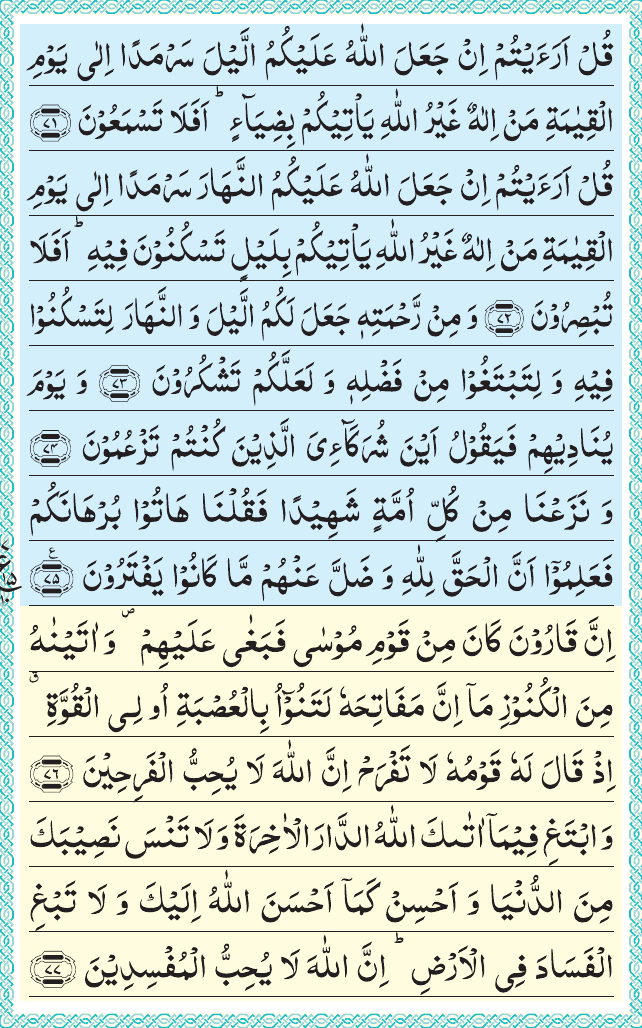 قُلْ اَرَءَيْتُمْ اِنْ جَعَلَ اللّٰهُ عَلَيْكُمُ الَّيْلَ سَرْمَدًا اِلٰى يَوْمِ
الْقِيٰمَةِ مَنْ اِلٰهٌ غَيْرُ اللّٰهِ يَاْتِيْكُمْ بِضِيَآءٍ ؕ اَفَلَا تَسْمَعُوْنَ ﴿۷۱﴾
قُلْ اَرَءَيْتُمْ اِنْ جَعَلَ اللّٰهُ عَلَيْكُمُ النَّهَارَ سَرْمَدًا اِلٰى يَوْمِ
الْقِيٰمَةِ مَنْ اِلٰهٌ غَيْرُ اللّٰهِ يَاْتِيْكُمْ بِلَيْلٍ تَسْكُنُوْنَ فِيْهِ ؕ اَفَلَا
تُبْصِرُوْنَ ﴿۷۲﴾ وَ مِنْ رَّحْمَتِهٖ جَعَلَ لَكُمُ الَّيْلَ وَ النَّهَارَ لِتَسْكُنُوْا
فِيْهِ وَ لِتَبْتَغُوْا مِنْ فَضْلِهٖ وَ لَعَلَّكُمْ تَشْكُرُوْنَ ﴿۷۳﴾ وَ يَوْمَ
يُنَادِيْهِمْ فَيَقُوْلُ اَيْنَ شُرَكَآءِىَ الَّذِيْنَ كُنْتُمْ تَزْعُمُوْنَ ﴿۷۴﴾
وَ نَزَعْنَا مِنْ كُلِّ اُمَّةٍ شَهِيْدًا فَقُلْنَا هَاتُوْا بُرْهَانَكُمْ
فَعَلِمُوْۤا اَنَّ الْحَقَّ لِلّٰهِ وَ ضَلَّ عَنْهُمْ مَّا كَانُوْا يَفْتَرُوْنَ ﴿۷۵﴾ ع
اِنَّ قَارُوْنَ كَانَ مِنْ قَوْمِ مُوْسٰى فَبَغٰى عَلَيْهِمْ ۪ وَ اٰتَيْنٰهُ
مِنَ الْكُنُوْزِ مَاۤ اِنَّ مَفَاتِحَهٗ لَتَنُوْٓاُ بِالْعُصْبَةِ اُولِى الْقُوَّةِ ۗ
اِذْ قَالَ لَهٗ قَوْمُهٗ لَا تَفْرَحْ اِنَّ اللّٰهَ لَا يُحِبُّ الْفَرِحِيْنَ ﴿۷۶﴾
وَ ابْتَغِ فِيْمَاۤ اٰتٰىكَ اللّٰهُ الدَّارَ الْاٰخِرَةَ وَ لَا تَنْسَ نَصِيْبَكَ
مِنَ الدُّنْيَا وَ اَحْسِنْ كَمَاۤ اَحْسَنَ اللّٰهُ اِلَيْكَ وَ لَا تَبْغِ
الْفَسَادَ فِى الْاَرْضِ ؕ اِنَّ اللّٰهَ لَا يُحِبُّ الْمُفْسِدِيْنَ ﴿۷۷﴾